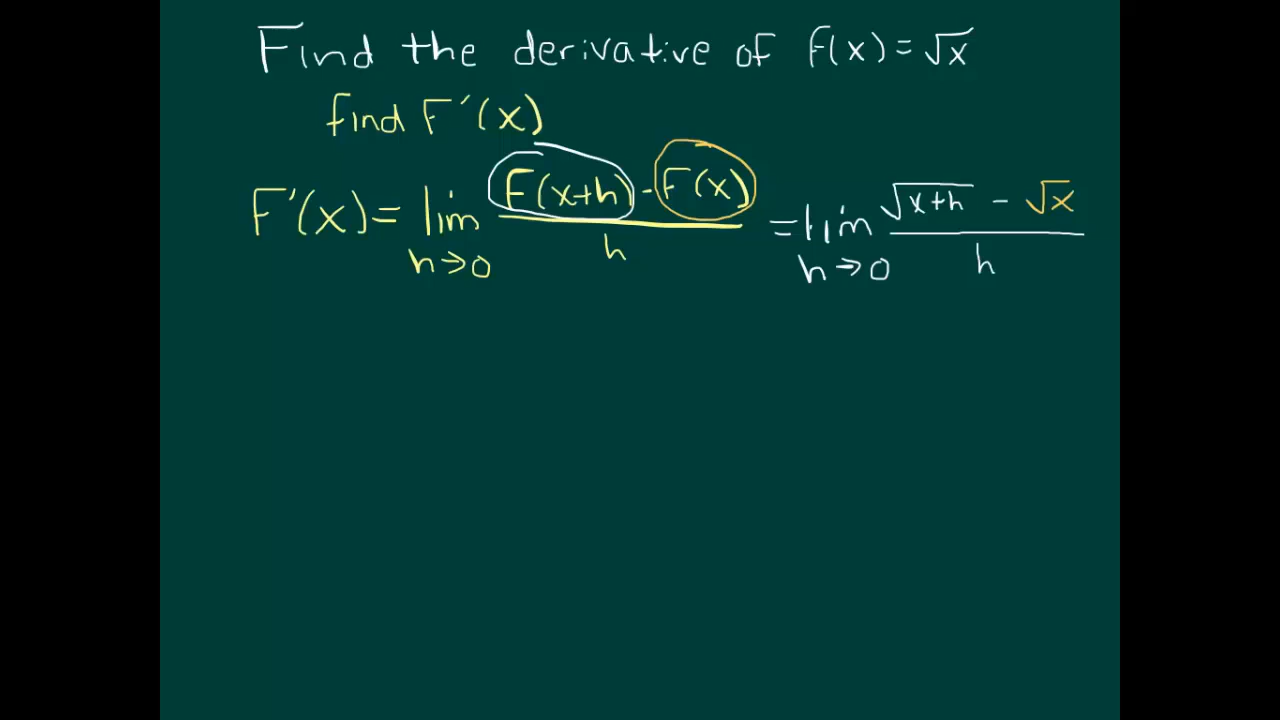 Find the derivative of f(x) = √x
find F′(x)
F′(x) = lim h→0 (F(x+h) - F(x))/h = lim h→0 (√(x+h) - √x)/h